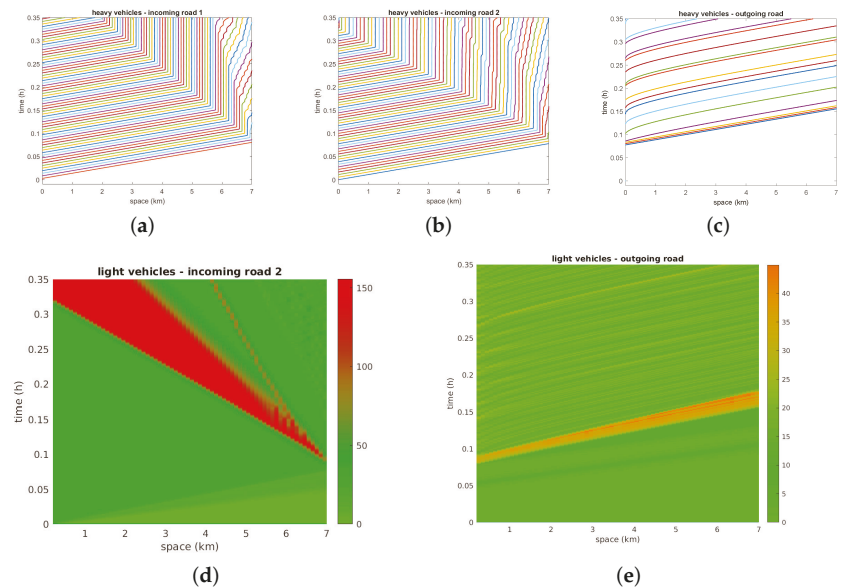 heavy vehicles - incoming road 1
heavy vehicles - incoming road 2
heavy vehicles - outgoing road
0.35
0.3
0.25
0.2
0.15
0.1
0.05
0
time (h)
0 1 2 3 4 5 6 7
space (km)
0.35
0.3
0.25
0.2
0.15
0.1
0.05
0
time (h)
0 1 2 3 4 5 6 7
space (km)
0.35
0.3
0.25
0.2
0.15
0.1
0.05
0
time (h)
0 1 2 3 4 5 6 7
space (km)
(a)
(b)
(c)
light vehicles - incoming road 2
0.35
0.3
0.25
0.2
0.15
0.1
0.05
0
time (h)
1 2 3 4 5 6 7
space (km)
150
100
50
0
light vehicles - outgoing road
0.35
0.3
0.25
0.2
0.15
0.1
0.05
0
time (h)
1 2 3 4 5 6 7
space (km)
40
35
30
25
20
15
10
5
0
(d)
(e)